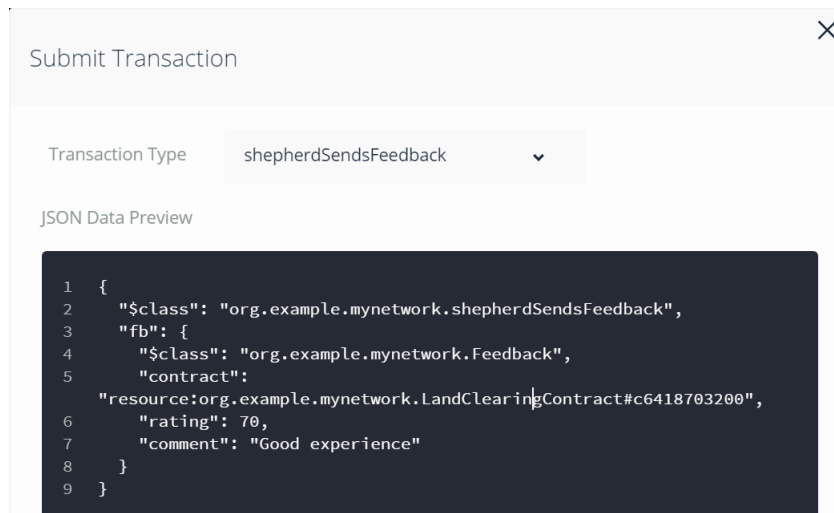 Submit Transaction
Transaction Type shepherdSendsFeedback
JSON Data Preview
1 {
2 "$class": "org.example.mynetwork.shepherdSendsFeedback",
3 "fb": {
4 "$class": "org.example.mynetwork.Feedback",
5 "contract":
"resource:org.example.mynetwork.LandClearingContract#c6418703200",
6 "rating": 70,
7 "comment": "Good experience"
8 }
9 }